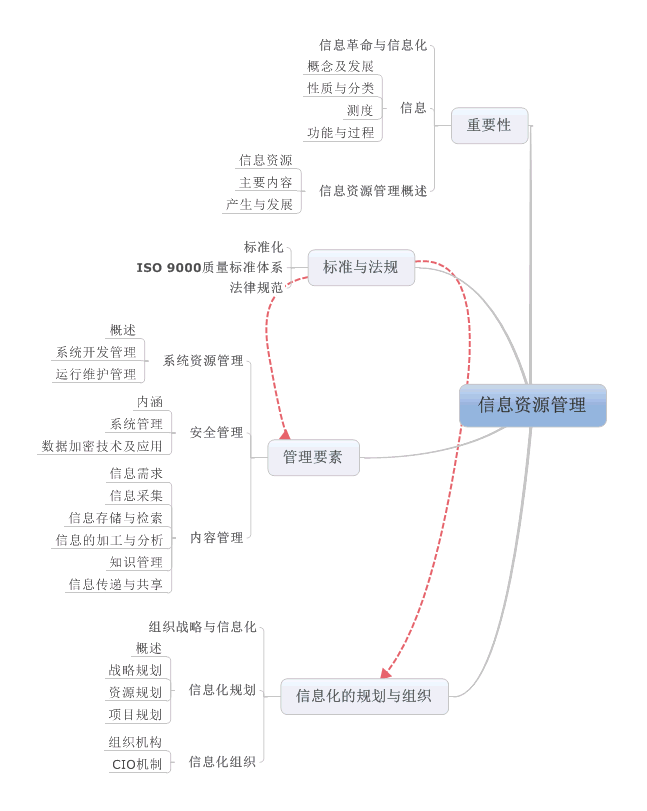 信息革命与信息化
概念及发展
性质与分类
信息
测度
重要性
功能与过程
信息资源
主要内容
信息资源管理概述
产生与发展
标准化
ISO 9000质量标准体系
标准与法规
法律规范
概述
系统开发管理
系统资源管理
运行维护管理
内涵
信息资源管理
系统管理
安全管理
数据加密技术及应用
管理要素
信息需求
信息采集
信息存储与检索
信息的加工与分析
内容管理
知识管理
信息传递与共享
组织战略与信息化
概述
战略规划
资源规划
信息化规划
信息化的规划与组织
项目规划
组织机构
CIO机制
信息化组织